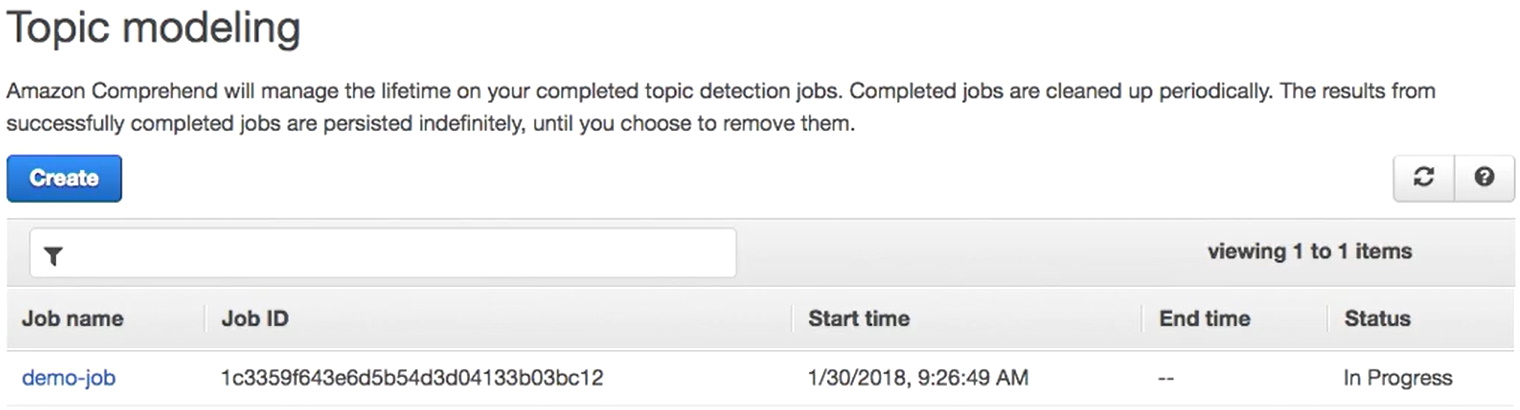 Topic modeling
Amazon Comprehend will manage the lifetime on your completed topic detection jobs. Completed jobs are cleaned up periodically. The results from
successfully completed jobs are persisted indefinitely, until you choose to remove them.
Create
viewing 1 to 1 items
Job name Job ID Start time End time Status
demo-job 1c3359f643e6d5b54d3d04133b03bc12 1/30/2018, 9:26:49 AM -- In Progress